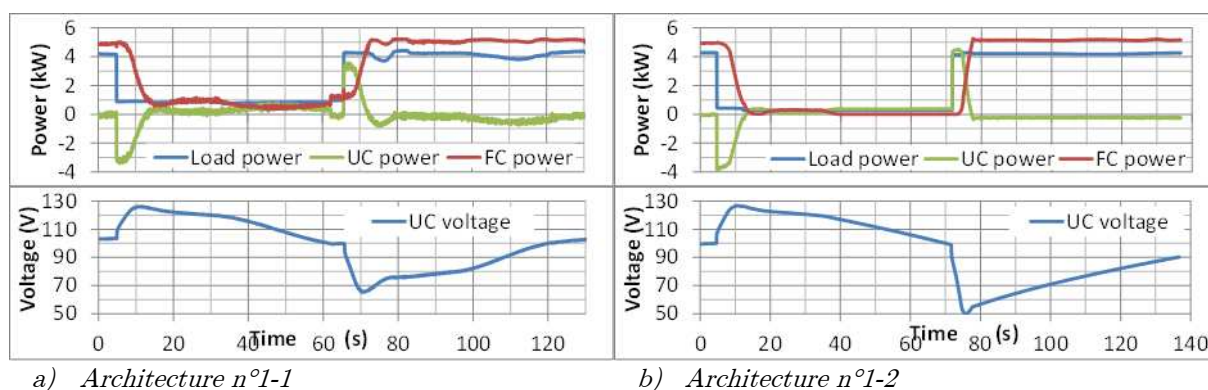 Power (kW)
6
4
2
0
-2
-4
Load power UC power FC power
Voltage (V)
130
110
90
70
50
UC voltage
Time (s)
0 20 40 60 80 100 120
a) Architecture n°1-1
Power (kW)
6
4
2
0
-2
-4
Load power UC power FC power
Voltage (V)
130
110
90
70
50
UC voltage
Time (s)
0 20 40 60 80 100 120 140
b) Architecture n°1-2